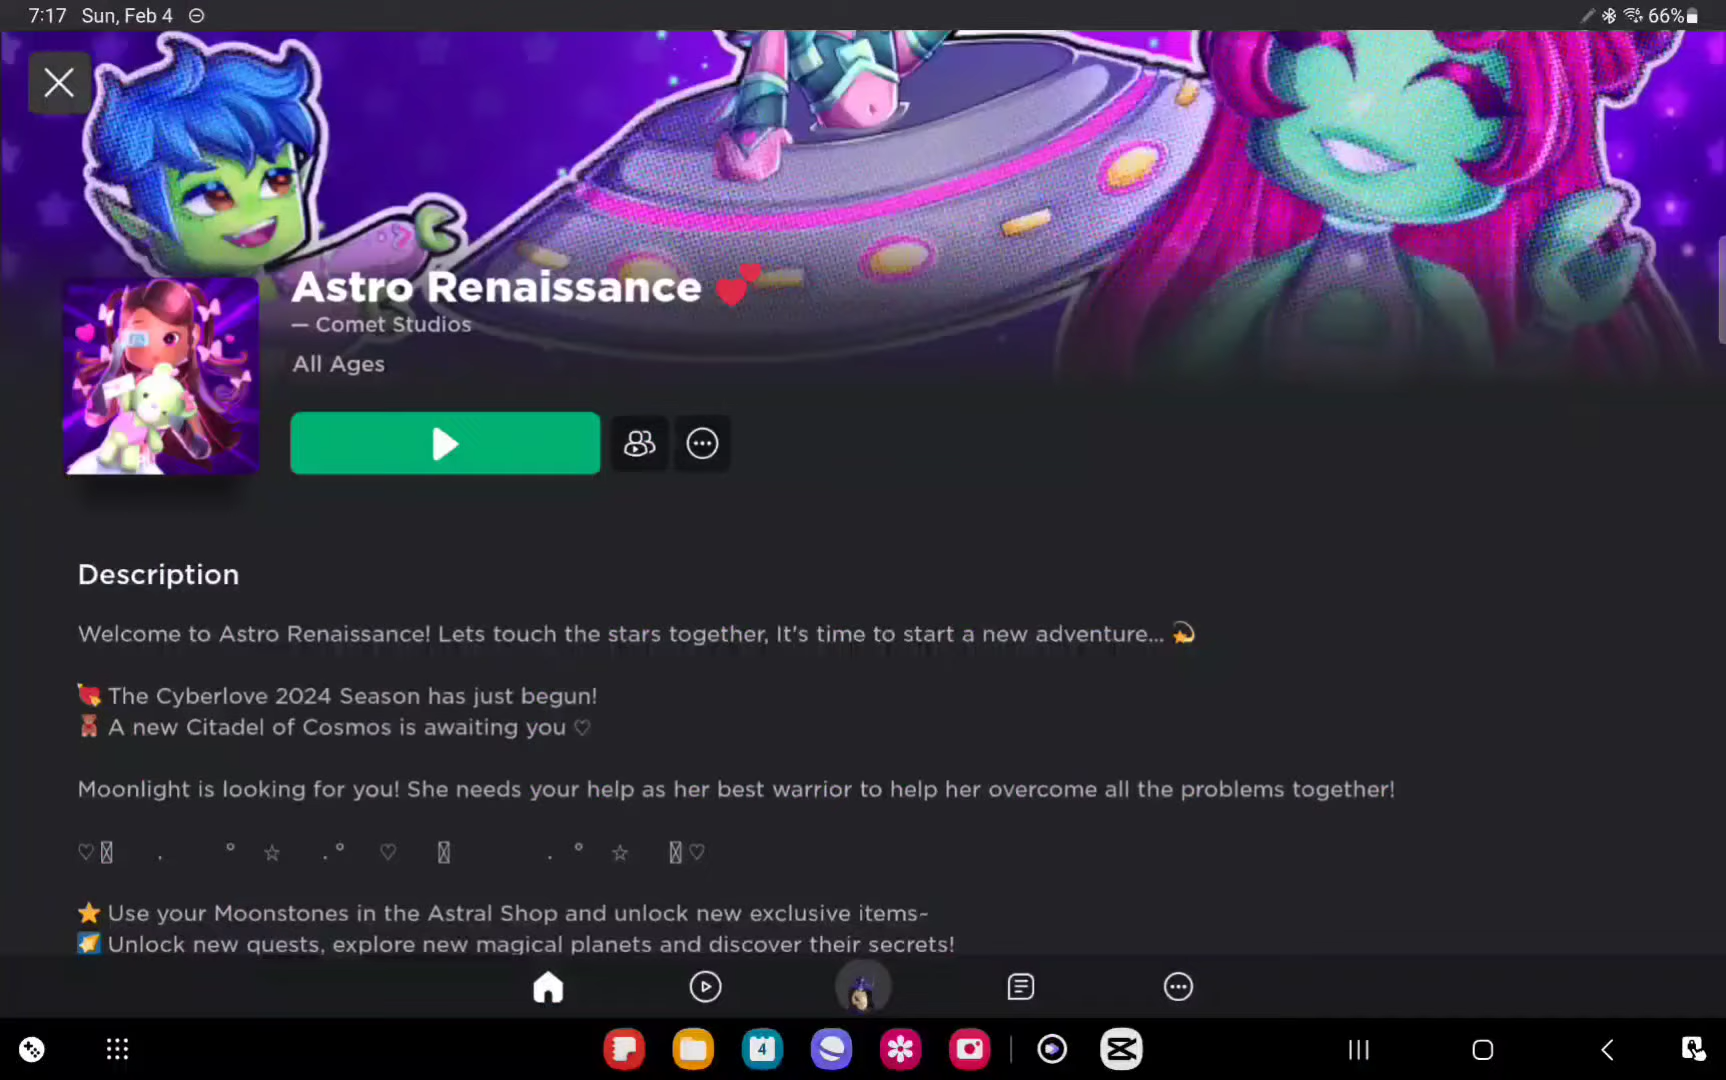 7:17 Sun, Feb 4 66%
Astro Renaissance 💕
— Comet Studios
All Ages
Description
Welcome to Astro Renaissance! Lets touch the stars together, It's time to start a new adventure... 💫
💘 The Cyberlove 2024 Season has just begun!
🧸 A new Citadel of Cosmos is awaiting you ♡
Moonlight is looking for you! She needs your help as her best warrior to help her overcome all the problems together!
♡ . ° ☆ .° ♡ . ° ☆ ♡
⭐ Use your Moonstones in the Astral Shop and unlock new exclusive items~
🌠 Unlock new quests, explore new magical planets and discover their secrets!
4